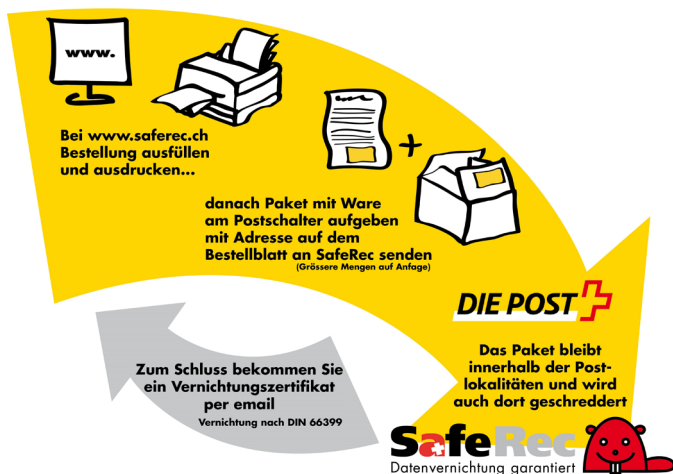 www.
Bei www.saferec.ch
Bestellung ausfüllen
und ausdrucken...
+
danach Paket mit Ware
am Postschalter aufgeben
mit Adresse auf dem
Bestellblatt an SafeRec senden
(Grössere Mengen auf Anfage)
DIE POST
Das Paket bleibt
innerhalb der Post-
lokalitäten und wird
auch dort geschreddert
Zum Schluss bekommen Sie
ein Vernichtungszertifikat
per email
Vernichtung nach DIN 66399
SafeRec
Datenvernichtung garantiert